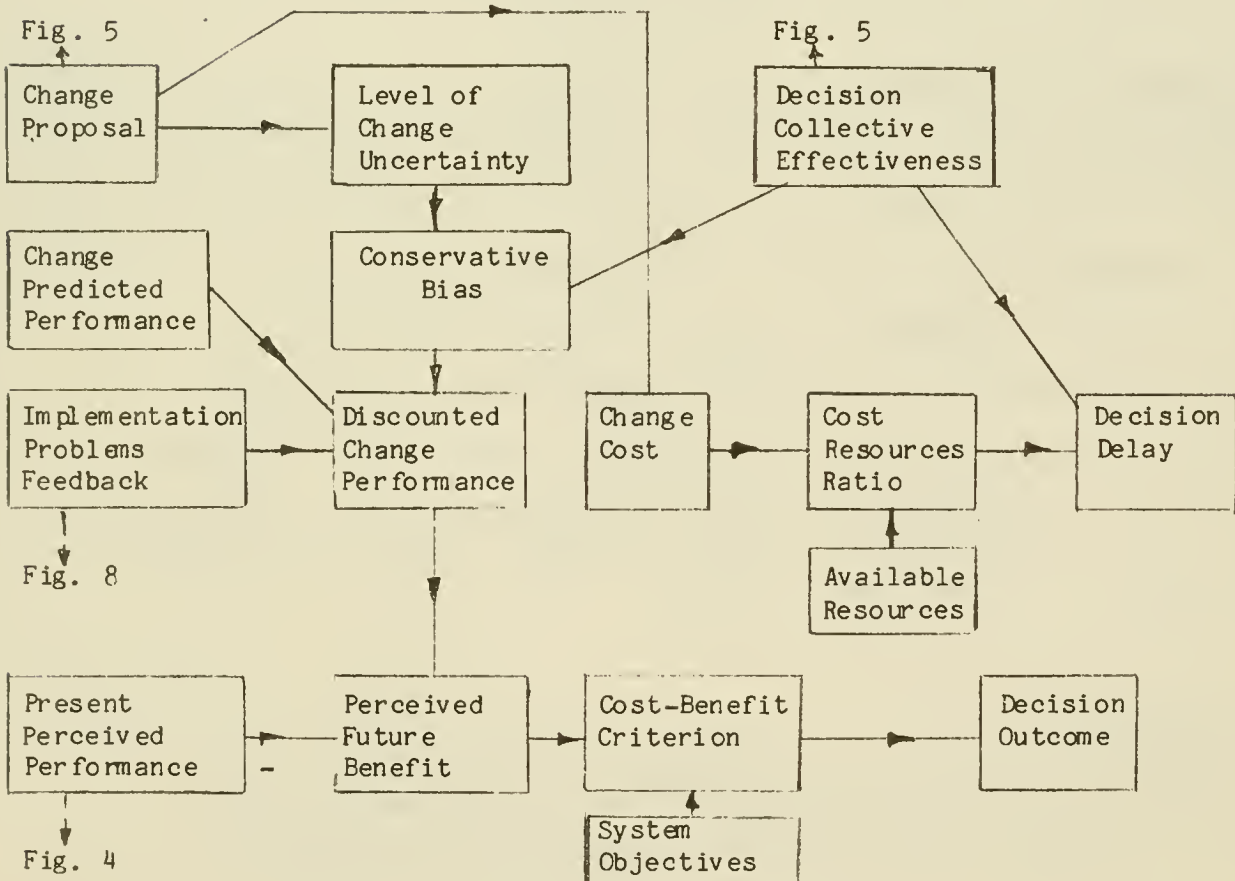 Fig. 5
Fig. 5
Change
Proposal
Level of
Change
Uncertainty
Decision
Collective
Effectiveness
Change
Predicted
Performance
Conservative
Bias
Implementation
Problems
Feedback
Discounted
Change
Performance
Change
Cost
Cost
Resources
Ratio
Decision
Delay
Fig. 8
Available
Resources
Present
Perceived
Performance -
Perceived
Future
Benefit
Cost-Benefit
Criterion
Decision
Outcome
System
Objectives
Fig. 4